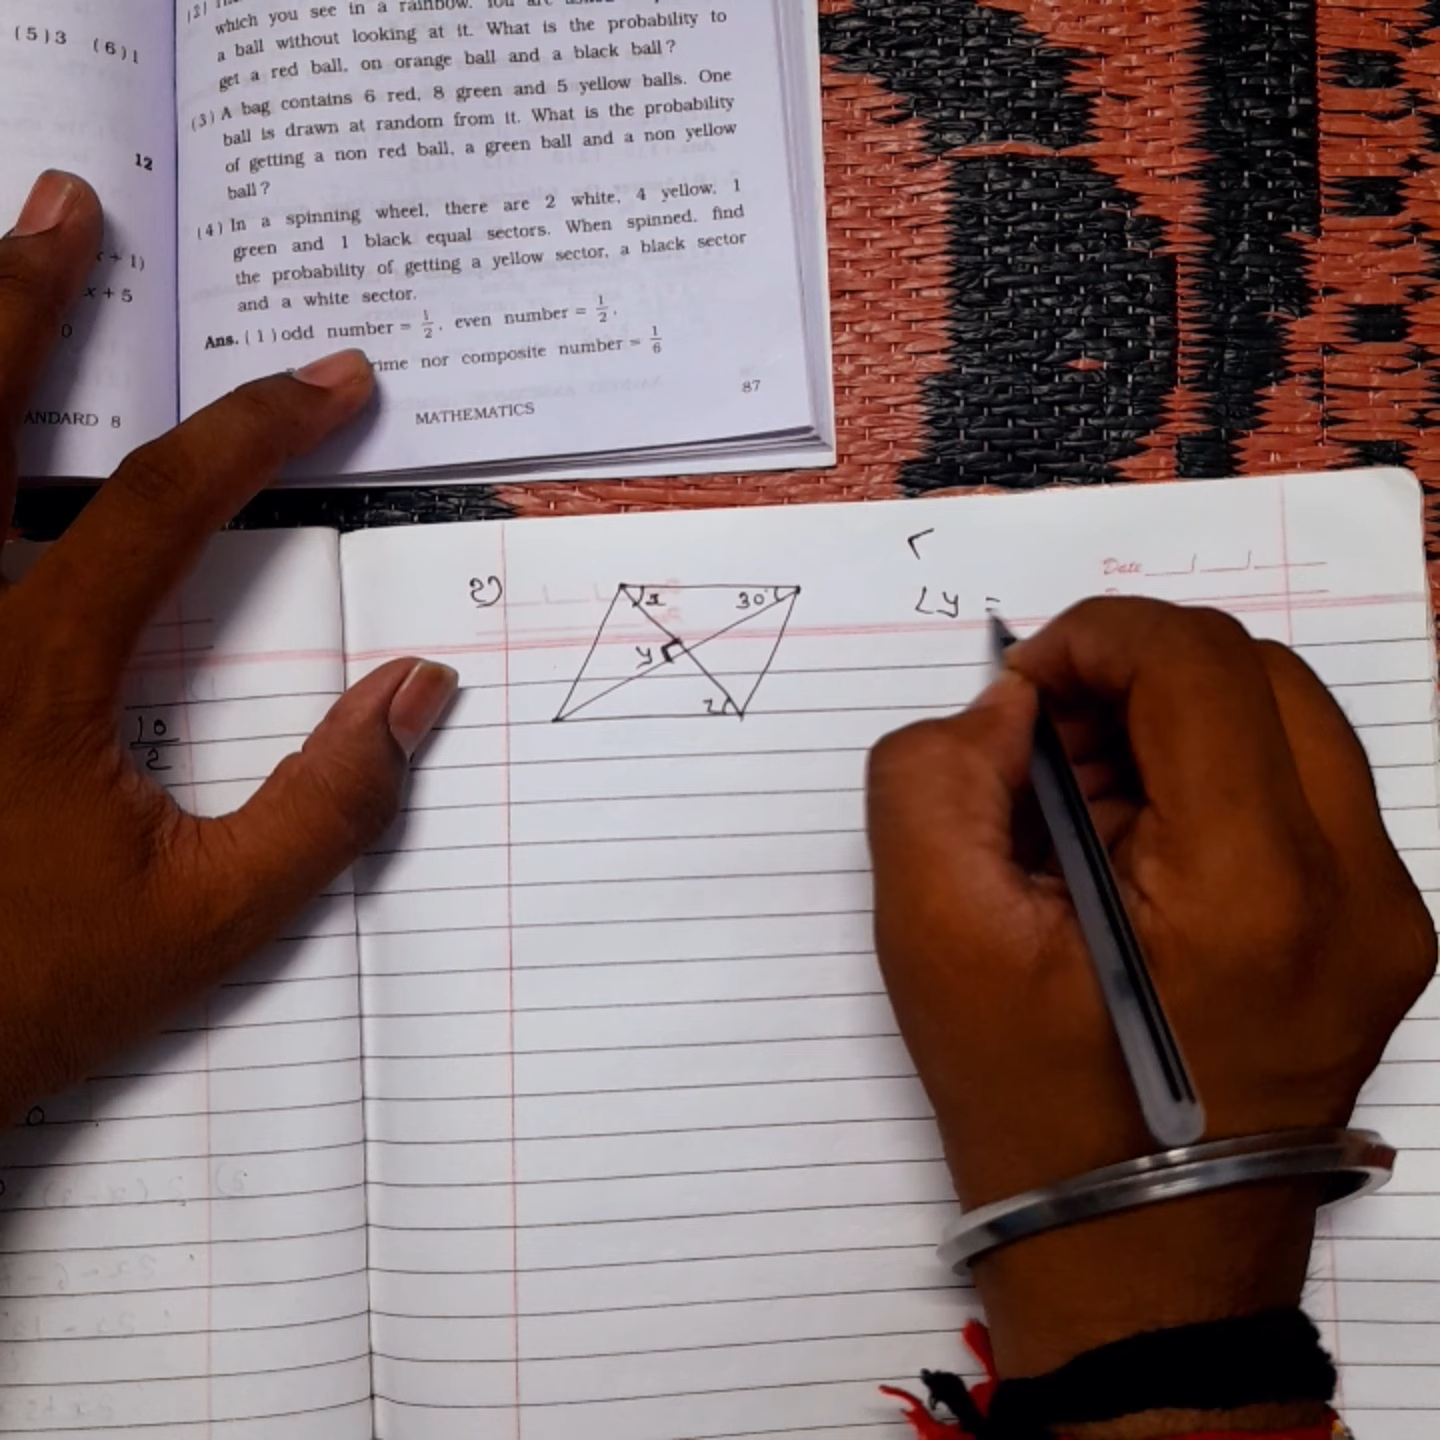 (5) 3 (6) 1
12
x + 5
0
ANDARD 8
which you see in a rainbow.
a ball without looking at it. What is the probability to
get a red ball, on orange ball and a black ball ?
(3) A bag contains 6 red, 8 green and 5 yellow balls. One
ball is drawn at random from it. What is the probability
of getting a non red ball, a green ball and a non yellow
ball ?
(4) In a spinning wheel, there are 2 white, 4 yellow, 1
green and 1 black equal sectors. When spinned, find
the probability of getting a yellow sector, a black sector
and a white sector.
Ans. (1) odd number = 1/2, even number = 1/2,
rime nor composite number = 1/6
MATHEMATICS
87
Date
x 30°
y
z
∠y =
10
2
0